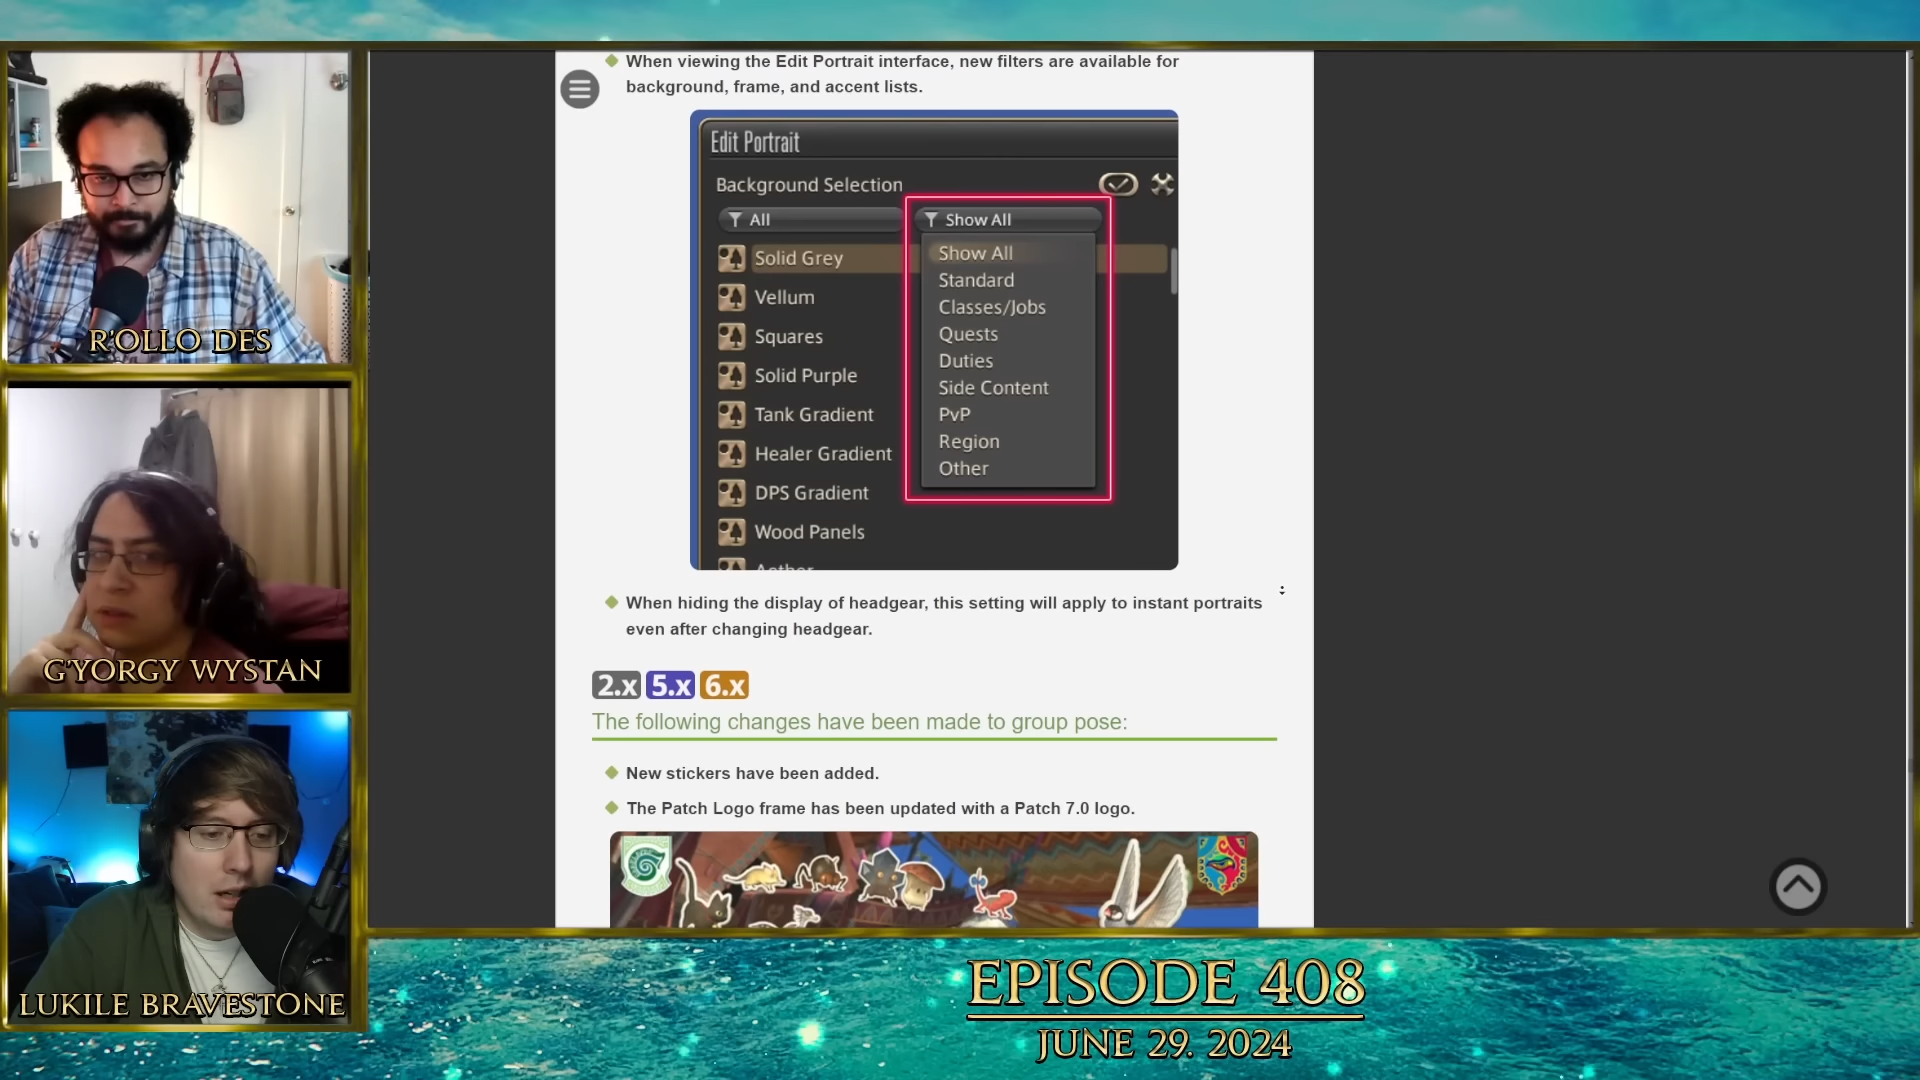 When viewing the Edit Portrait interface, new filters are available for
background, frame, and accent lists.
Edit Portrait
Background Selection
All
Show All
Solid Grey
Vellum
Squares
Solid Purple
Tank Gradient
Healer Gradient
DPS Gradient
Wood Panels
Aether
Show All
Standard
Classes/Jobs
Quests
Duties
Side Content
PvP
Region
Other
When hiding the display of headgear, this setting will apply to instant portraits
even after changing headgear.
2.x 5.x 6.x
The following changes have been made to group pose:
New stickers have been added.
The Patch Logo frame has been updated with a Patch 7.0 logo.
R'OLLO DES
G'YORGY WYSTAN
LUKILE BRAVESTONE
EPISODE 408
JUNE 29. 2024